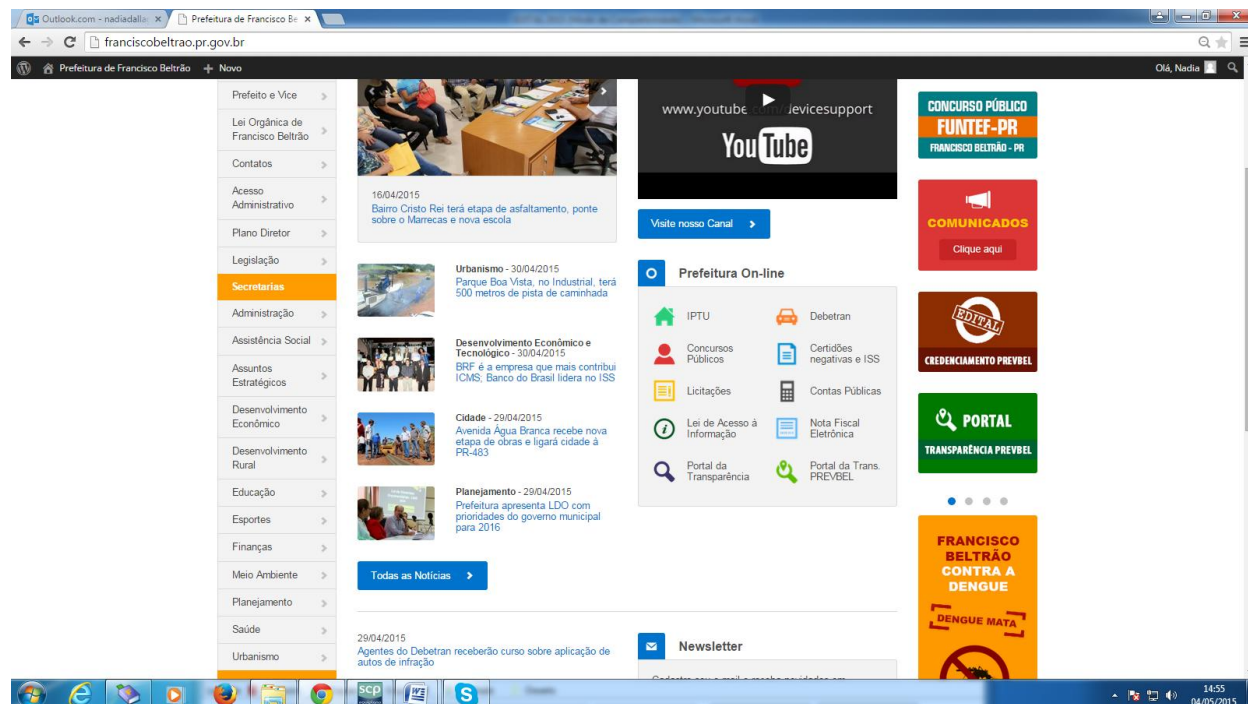 Outlook.com - nadiadalla
Prefeitura de Francisco Be
franciscobeltrao.pr.gov.br
Prefeitura de Francisco Beltrão
+ Novo
Olá, Nadia
Prefeito e Vice
Lei Orgânica de
Francisco Beltrão
Contatos
Acesso
Administrativo
Plano Diretor
Legislação
Secretarias
Administração
Assistência Social
Assuntos
Estratégicos
Desenvolvimento
Econômico
Desenvolvimento
Rural
Educação
Esportes
Finanças
Meio Ambiente
Planejamento
Saúde
Urbanismo
16/04/2015
Bairro Cristo Rei terá etapa de asfaltamento, ponte
sobre o Marrecas e nova escola
Urbanismo - 30/04/2015
Parque Boa Vista, no Industrial, terá
500 metros de pista de caminhada
Desenvolvimento Econômico e
Tecnológico - 30/04/2015
BRF é a empresa que mais contribui
ICMS; Banco do Brasil lidera no ISS
Cidade - 29/04/2015
Avenida Água Branca recebe nova
etapa de obras e ligará cidade à
PR-483
Planejamento - 29/04/2015
Prefeitura apresenta LDO com
prioridades do governo municipal
para 2016
Todas as Notícias
29/04/2015
Agentes do Debetran receberão curso sobre aplicação de
autos de infração
www.youtube.com/devicesupport
YouTube
Visite nosso Canal
Prefeitura On-line
IPTU
Debetran
Concursos
Públicos
Certidões
negativas e ISS
Licitações
Contas Públicas
Lei de Acesso à
Informação
Nota Fiscal
Eletrônica
Portal da
Transparência
Portal da Trans.
PREVBEL
Newsletter
CONCURSO PÚBLICO
FUNTEF-PR
FRANCISCO BELTRÃO - PR
COMUNICADOS
Clique aqui
EDITAL
CREDENCIAMENTO PREVBEL
PORTAL
TRANSPARÊNCIA PREVBEL
FRANCISCO
BELTRÃO
CONTRA A
DENGUE
DENGUE MATA
scp
14:55
04/05/2015